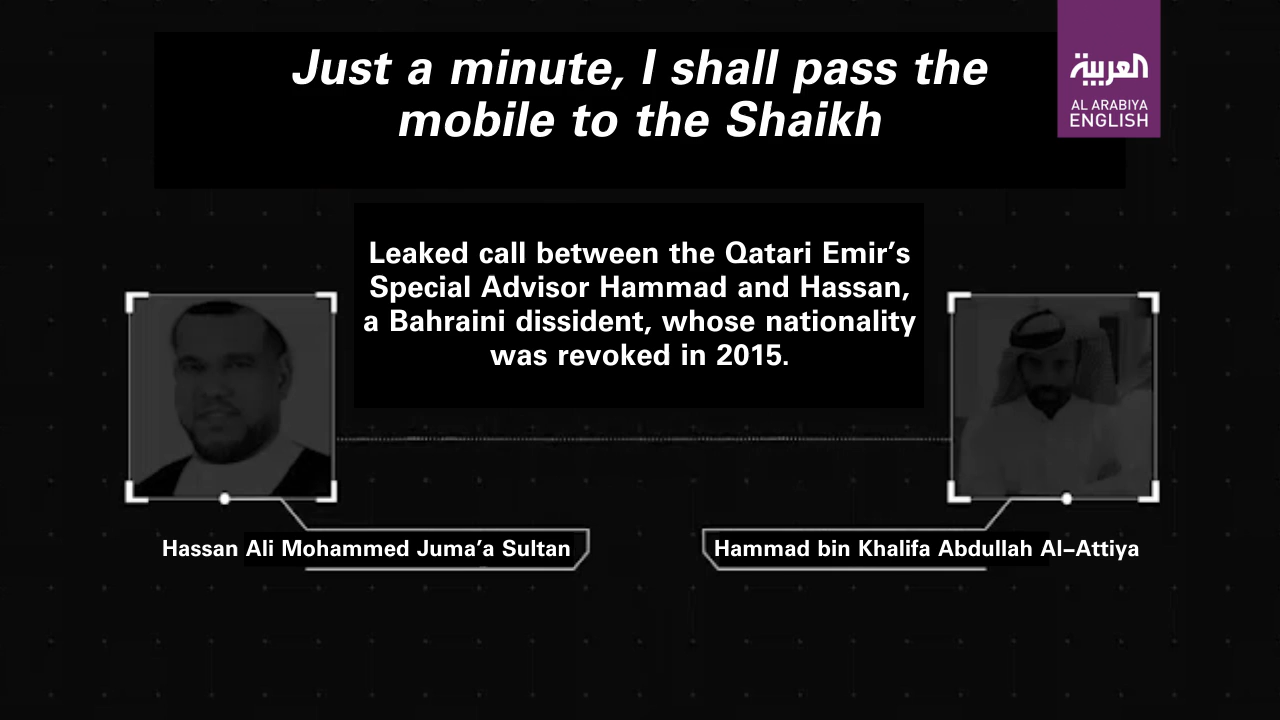 Just a minute, I shall pass the
mobile to the Shaikh
العربية
AL ARABIYA
ENGLISH
Leaked call between the Qatari Emir’s
Special Advisor Hammad and Hassan,
a Bahraini dissident, whose nationality
was revoked in 2015.
Hassan Ali Mohammed Juma’a Sultan
Hammad bin Khalifa Abdullah Al–Attiya